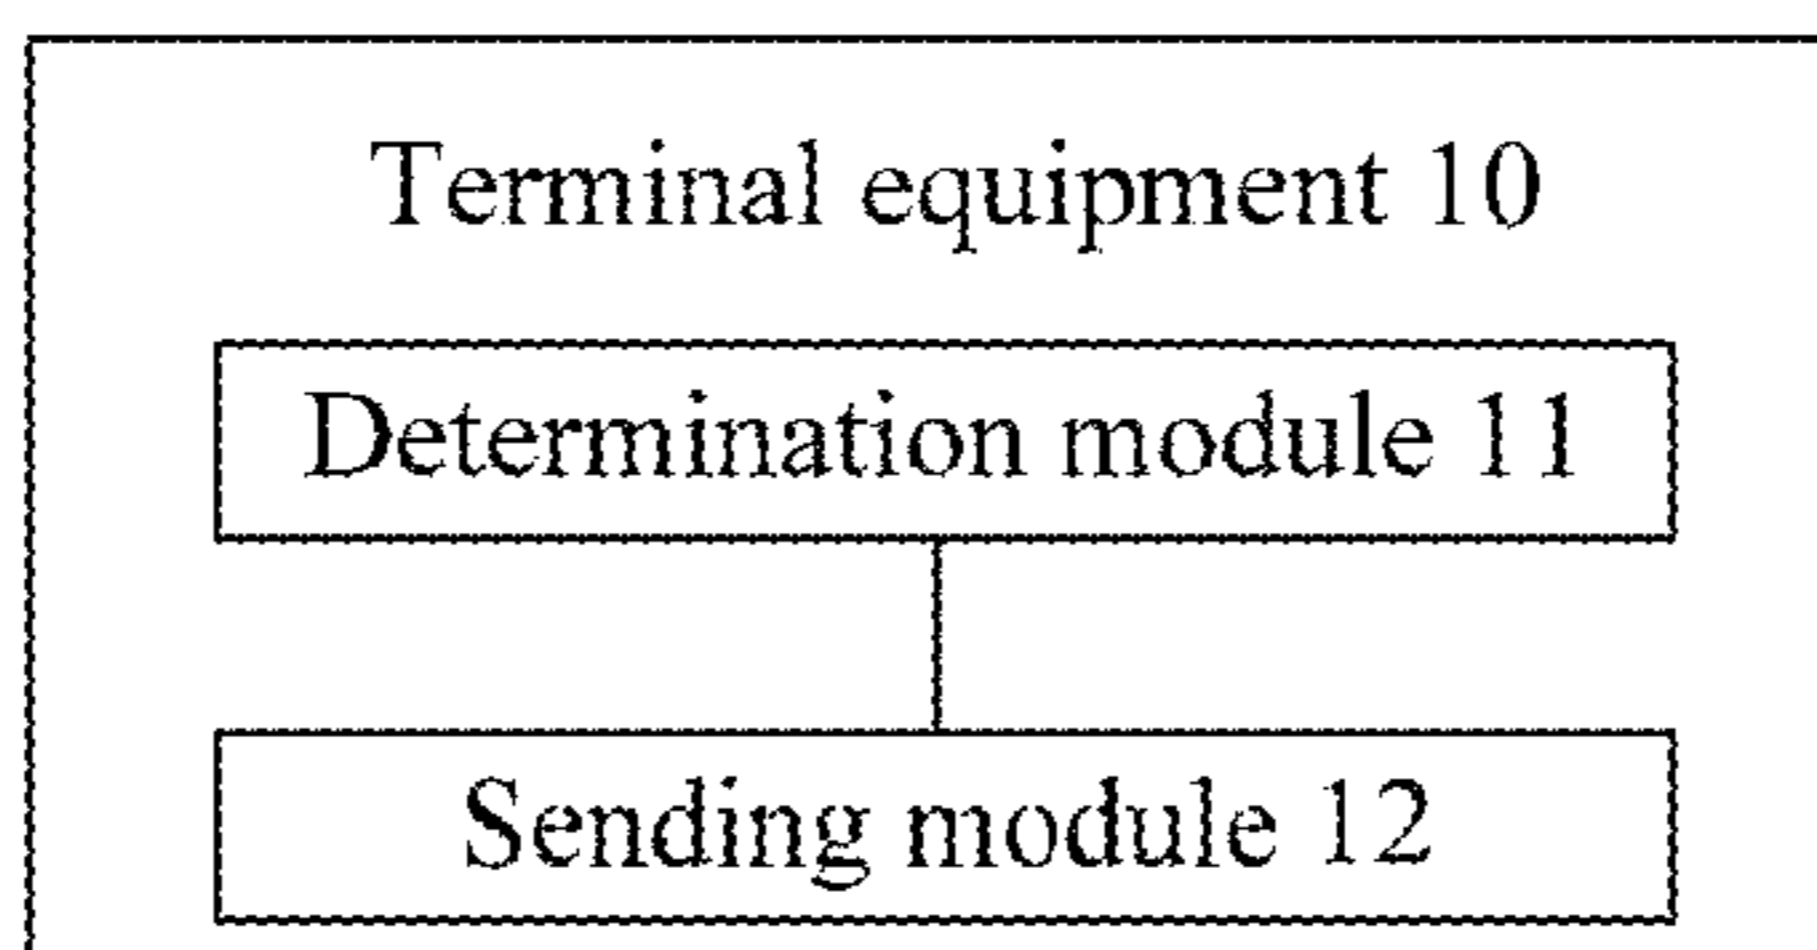 Terminal equipment 10
Determination module 11
Sending module 12